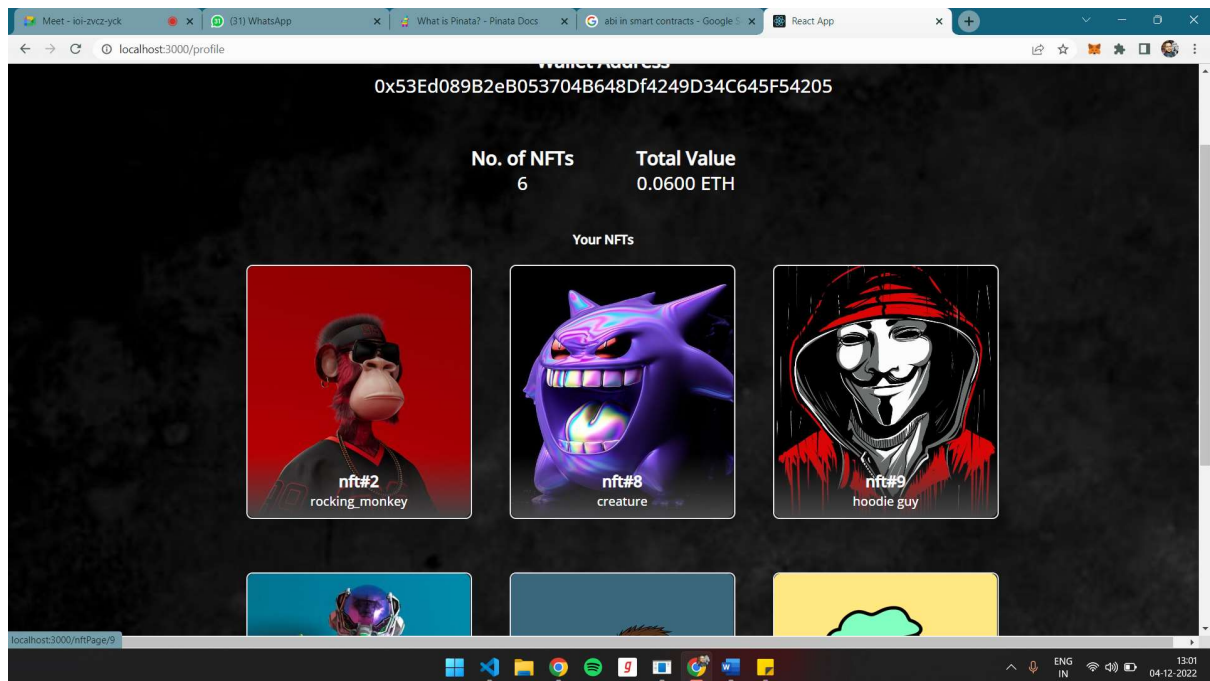 Meet - ioi-zvcz-yck
(31) WhatsApp
What is Pinata? - Pinata Docs
abi in smart contracts - Google S
React App
localhost:3000/profile
Wallet Address
0x53Ed089B2eB053704B648Df4249D34C645F54205
No. of NFTs
Total Value
6
0.0600 ETH
Your NFTs
nft#2
rocking_monkey
nft#8
creature
nft#9
hoodie guy
localhost:3000/nftPage/9
ENG
IN
13:01
04-12-2022